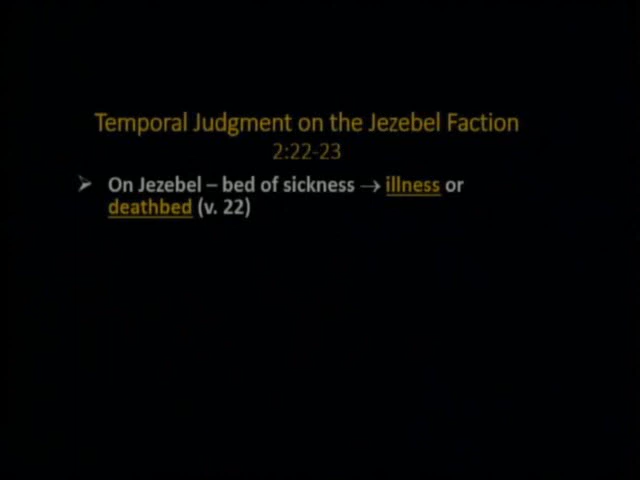 Temporal Judgment on the Jezebel Faction
2:22-23
➢ On Jezebel – bed of sickness → illness or
deathbed (v. 22)